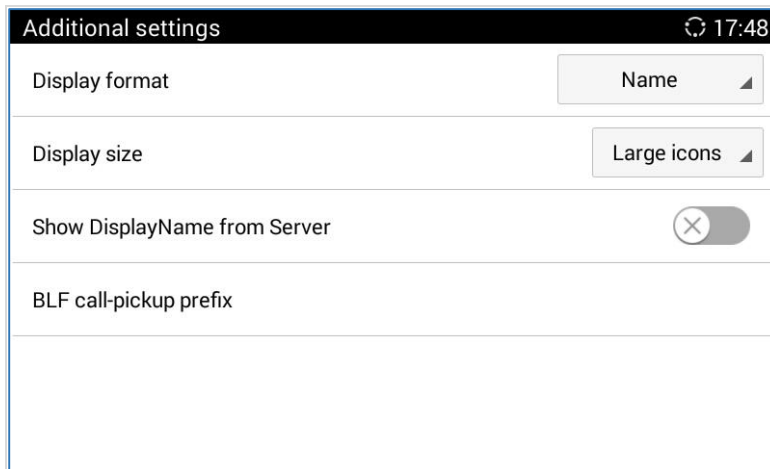 Additional settings 17:48
Display format Name
Display size Large icons
Show DisplayName from Server
BLF call-pickup prefix